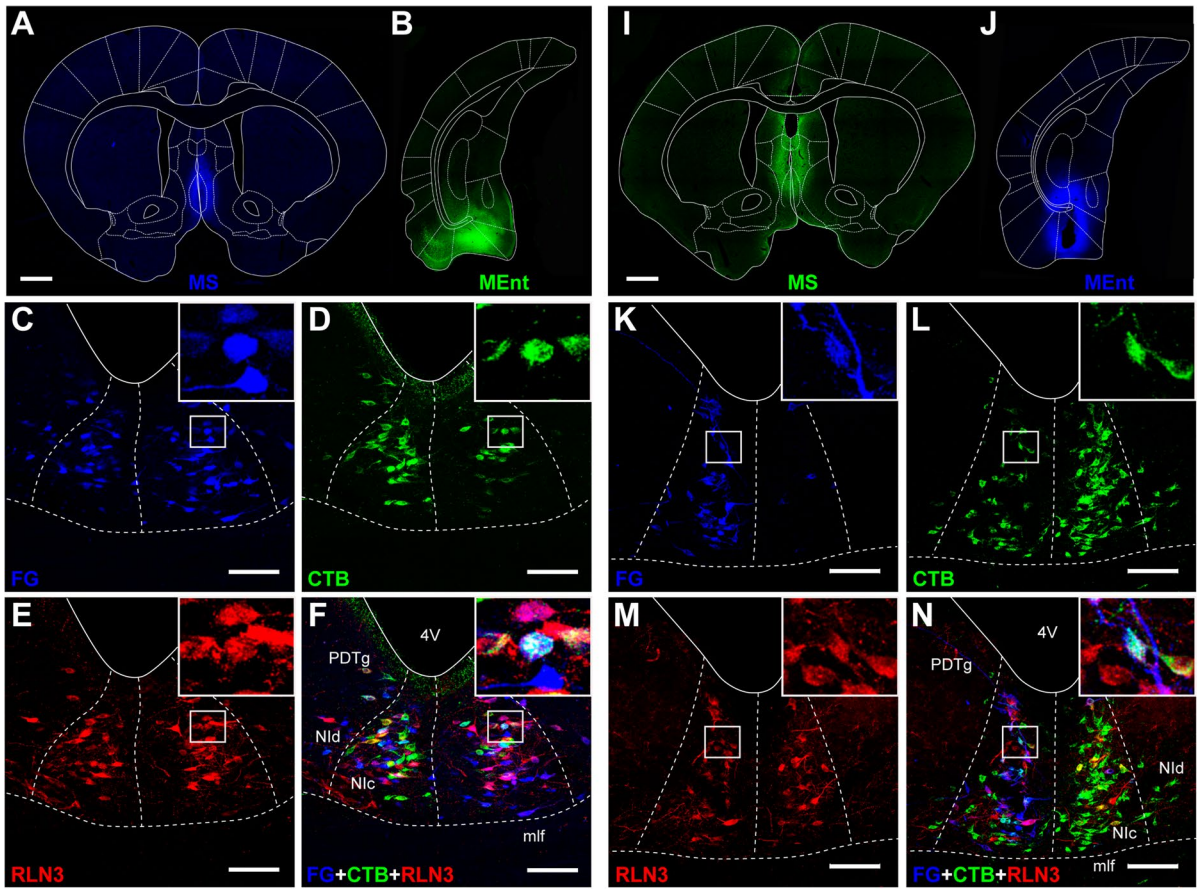 A
B
MS
MEnt
I
J
MS
MEnt
C
FG
D
CTB
K
FG
L
CTB
E
RLN3
F
4V
PDTg
NId
NIc
mlf
FG+CTB+RLN3
M
RLN3
N
4V
PDTg
NId
NIc
mlf
FG+CTB+RLN3